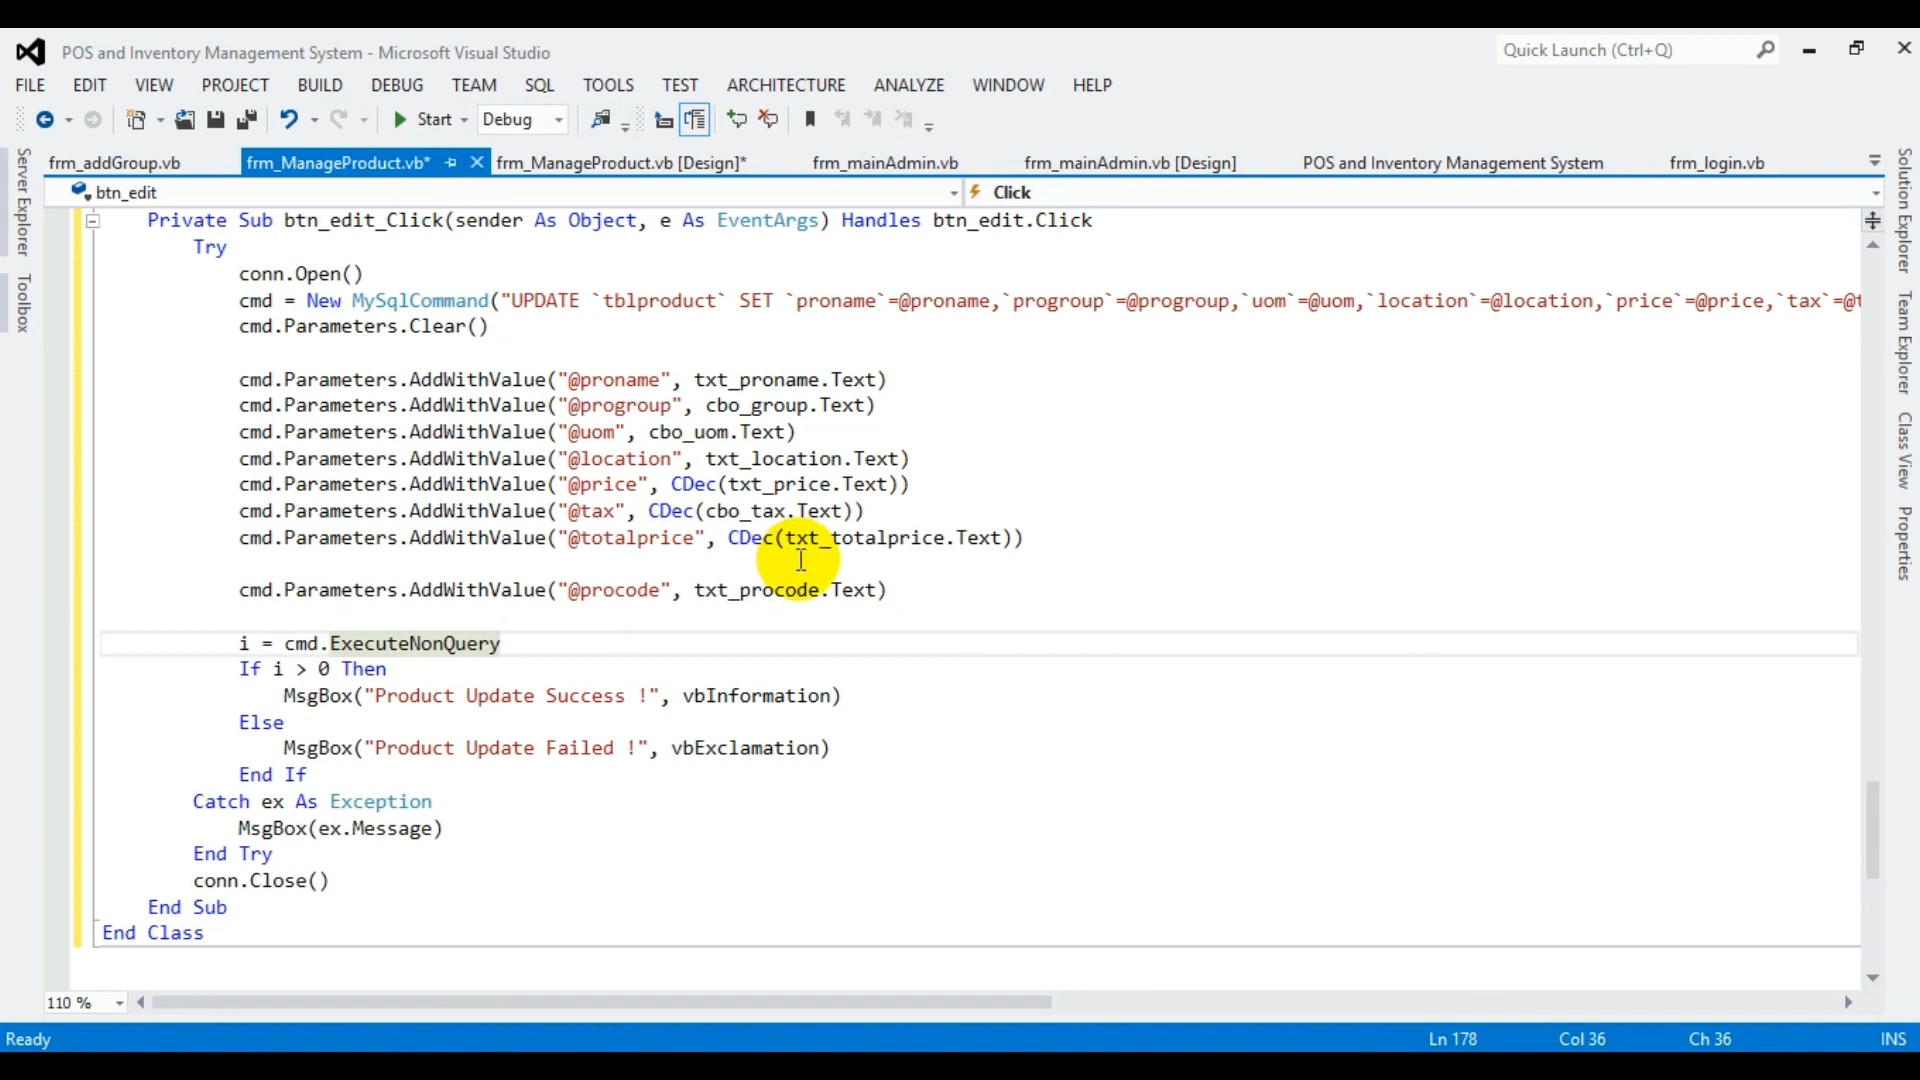 POS and Inventory Management System - Microsoft Visual Studio
Quick Launch (Ctrl+Q)
FILE EDIT VIEW PROJECT BUILD DEBUG TEAM SQL TOOLS TEST ARCHITECTURE ANALYZE WINDOW HELP
Start Debug
frm_addGroup.vb frm_ManageProduct.vb* frm_ManageProduct.vb [Design]* frm_mainAdmin.vb frm_mainAdmin.vb [Design] POS and Inventory Management System frm_login.vb
btn_edit Click
Private Sub btn_edit_Click(sender As Object, e As EventArgs) Handles btn_edit.Click
Try
conn.Open()
cmd = New MySqlCommand("UPDATE `tblproduct` SET `proname`=@proname,`progroup`=@progroup,`uom`=@uom,`location`=@location,`price`=@price,`tax`=@t
cmd.Parameters.Clear()
cmd.Parameters.AddWithValue("@proname", txt_proname.Text)
cmd.Parameters.AddWithValue("@progroup", cbo_group.Text)
cmd.Parameters.AddWithValue("@uom", cbo_uom.Text)
cmd.Parameters.AddWithValue("@location", txt_location.Text)
cmd.Parameters.AddWithValue("@price", CDec(txt_price.Text))
cmd.Parameters.AddWithValue("@tax", CDec(cbo_tax.Text))
cmd.Parameters.AddWithValue("@totalprice", CDec(txt_totalprice.Text))
cmd.Parameters.AddWithValue("@procode", txt_procode.Text)
i = cmd.ExecuteNonQuery
If i > 0 Then
MsgBox("Product Update Success !", vbInformation)
Else
MsgBox("Product Update Failed !", vbExclamation)
End If
Catch ex As Exception
MsgBox(ex.Message)
End Try
conn.Close()
End Sub
End Class
110 %
Ready Ln 178 Col 36 Ch 36 INS
Server Explorer
Toolbox
Solution Explorer
Team Explorer
Class View
Properties